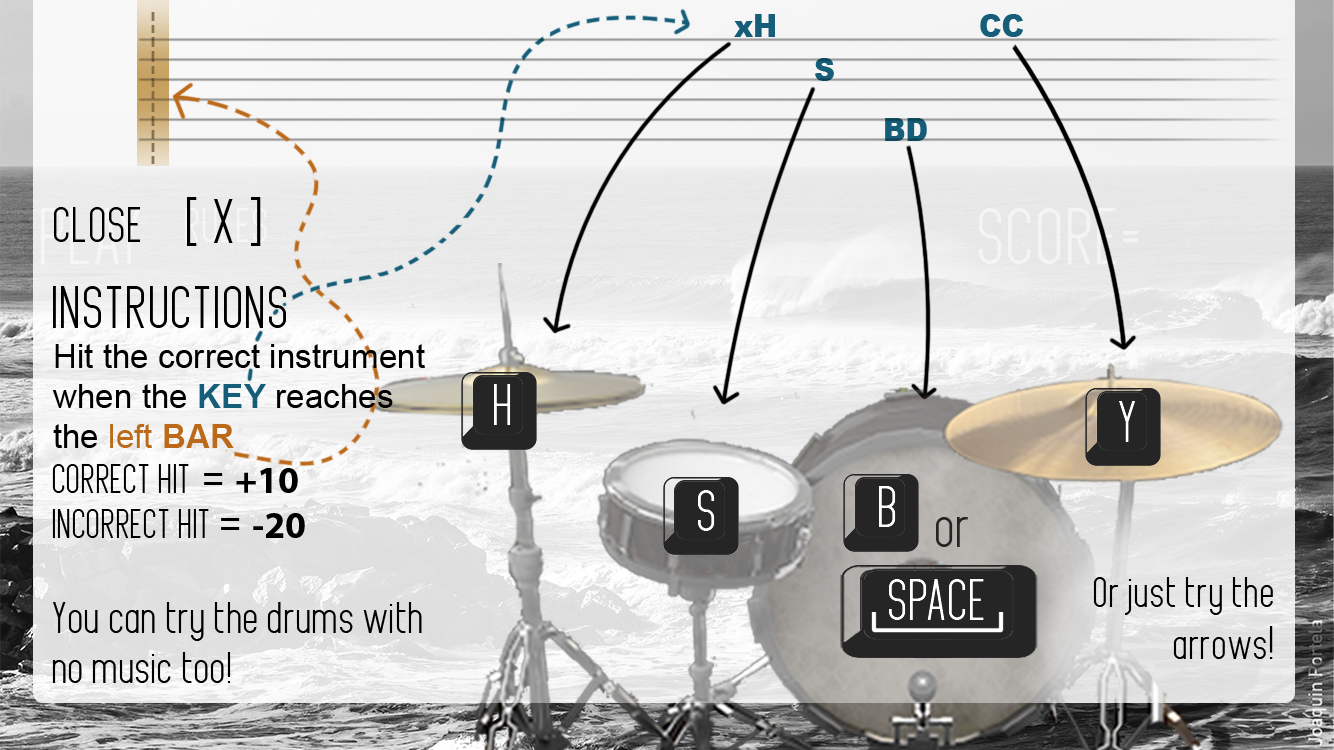 xH
CC
S
BD
CLOSE [ X ]
RULES
PLAY
SCORE=
INSTRUCTIONS
Hit the correct instrument
when the KEY reaches
the left BAR
CORRECT HIT = +10
INCORRECT HIT = -20
You can try the drums with
no music too!
H
S
B or
SPACE
Y
Or just try the
arrows!